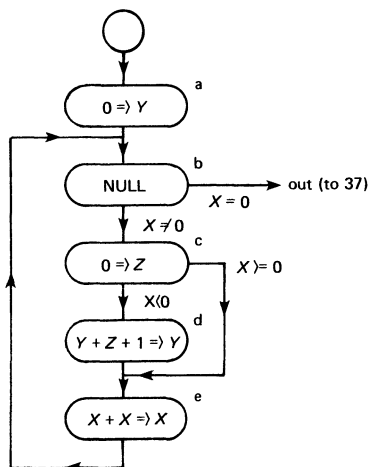 a
0 => Y
b
NULL
out (to 37)
X = 0
X ≠ 0
c
0 => Z
X >= 0
X<0
d
Y + Z + 1 => Y
e
X + X => X